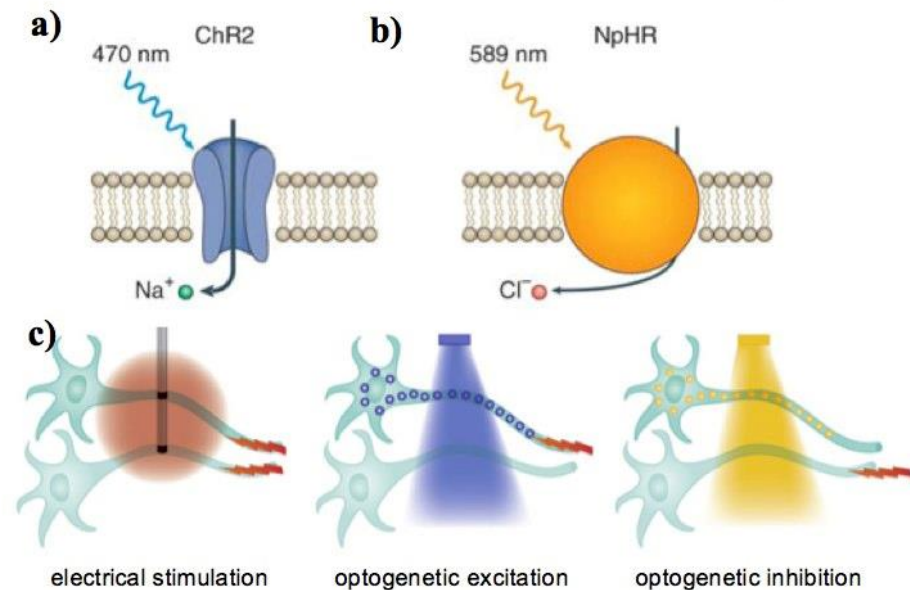 a)
ChR2
470 nm
Na+
b)
NpHR
589 nm
Cl−
c)
electrical stimulation
optogenetic excitation
optogenetic inhibition